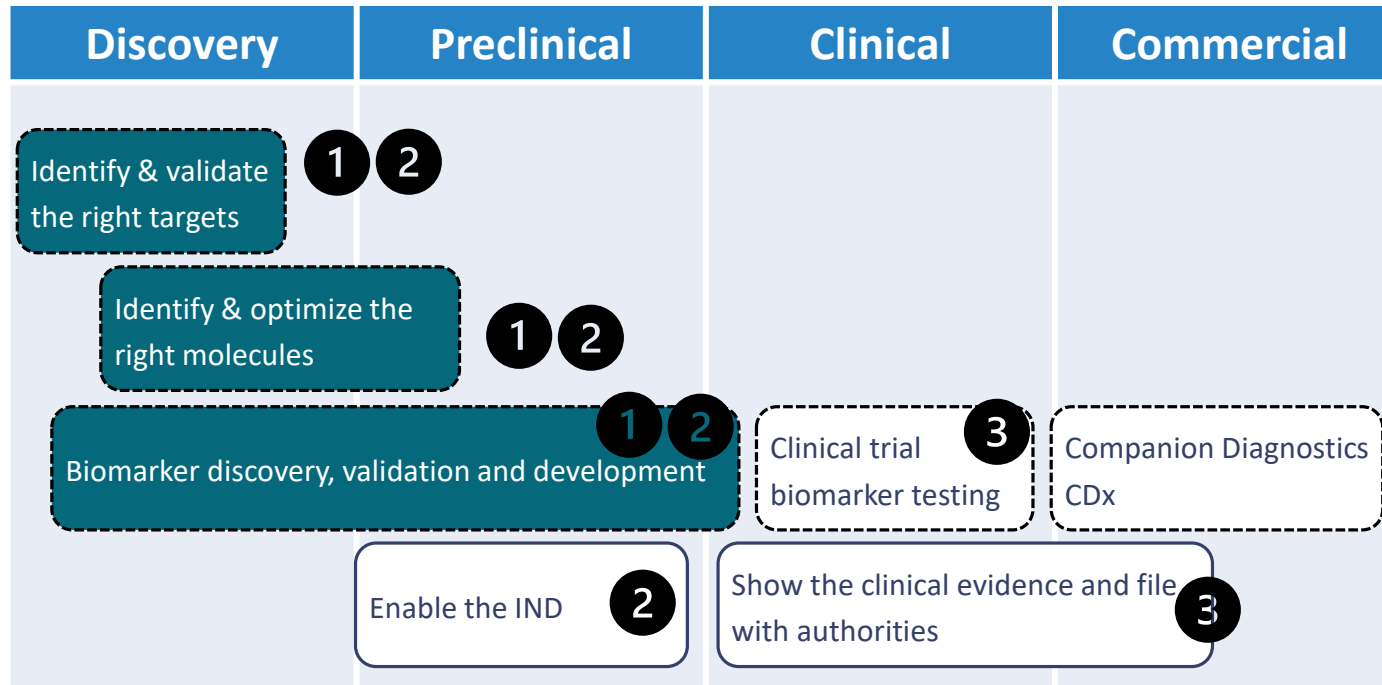 Discovery
Preclinical
Clinical
Commercial
Identify & validate
the right targets
1
2
Identify & optimize the
right molecules
1
2
Biomarker discovery, validation and development
1
2
Clinical trial
biomarker testing
3
Companion Diagnostics
CDx
Enable the IND
2
Show the clinical evidence and file
with authorities
3